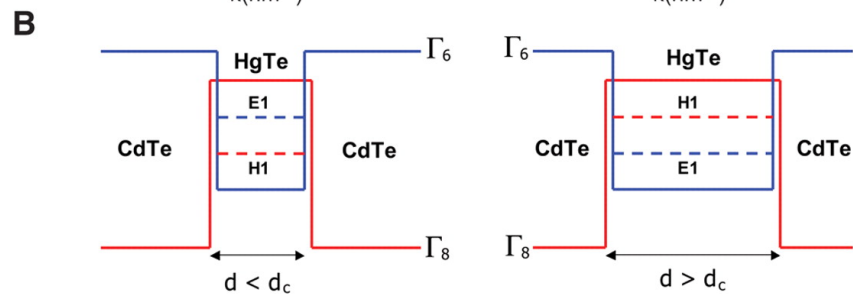 B
Γ6
Γ6
HgTe
HgTe
E1
H1
CdTe
CdTe
CdTe
CdTe
H1
E1
Γ8
Γ8
d < dc
d > dc